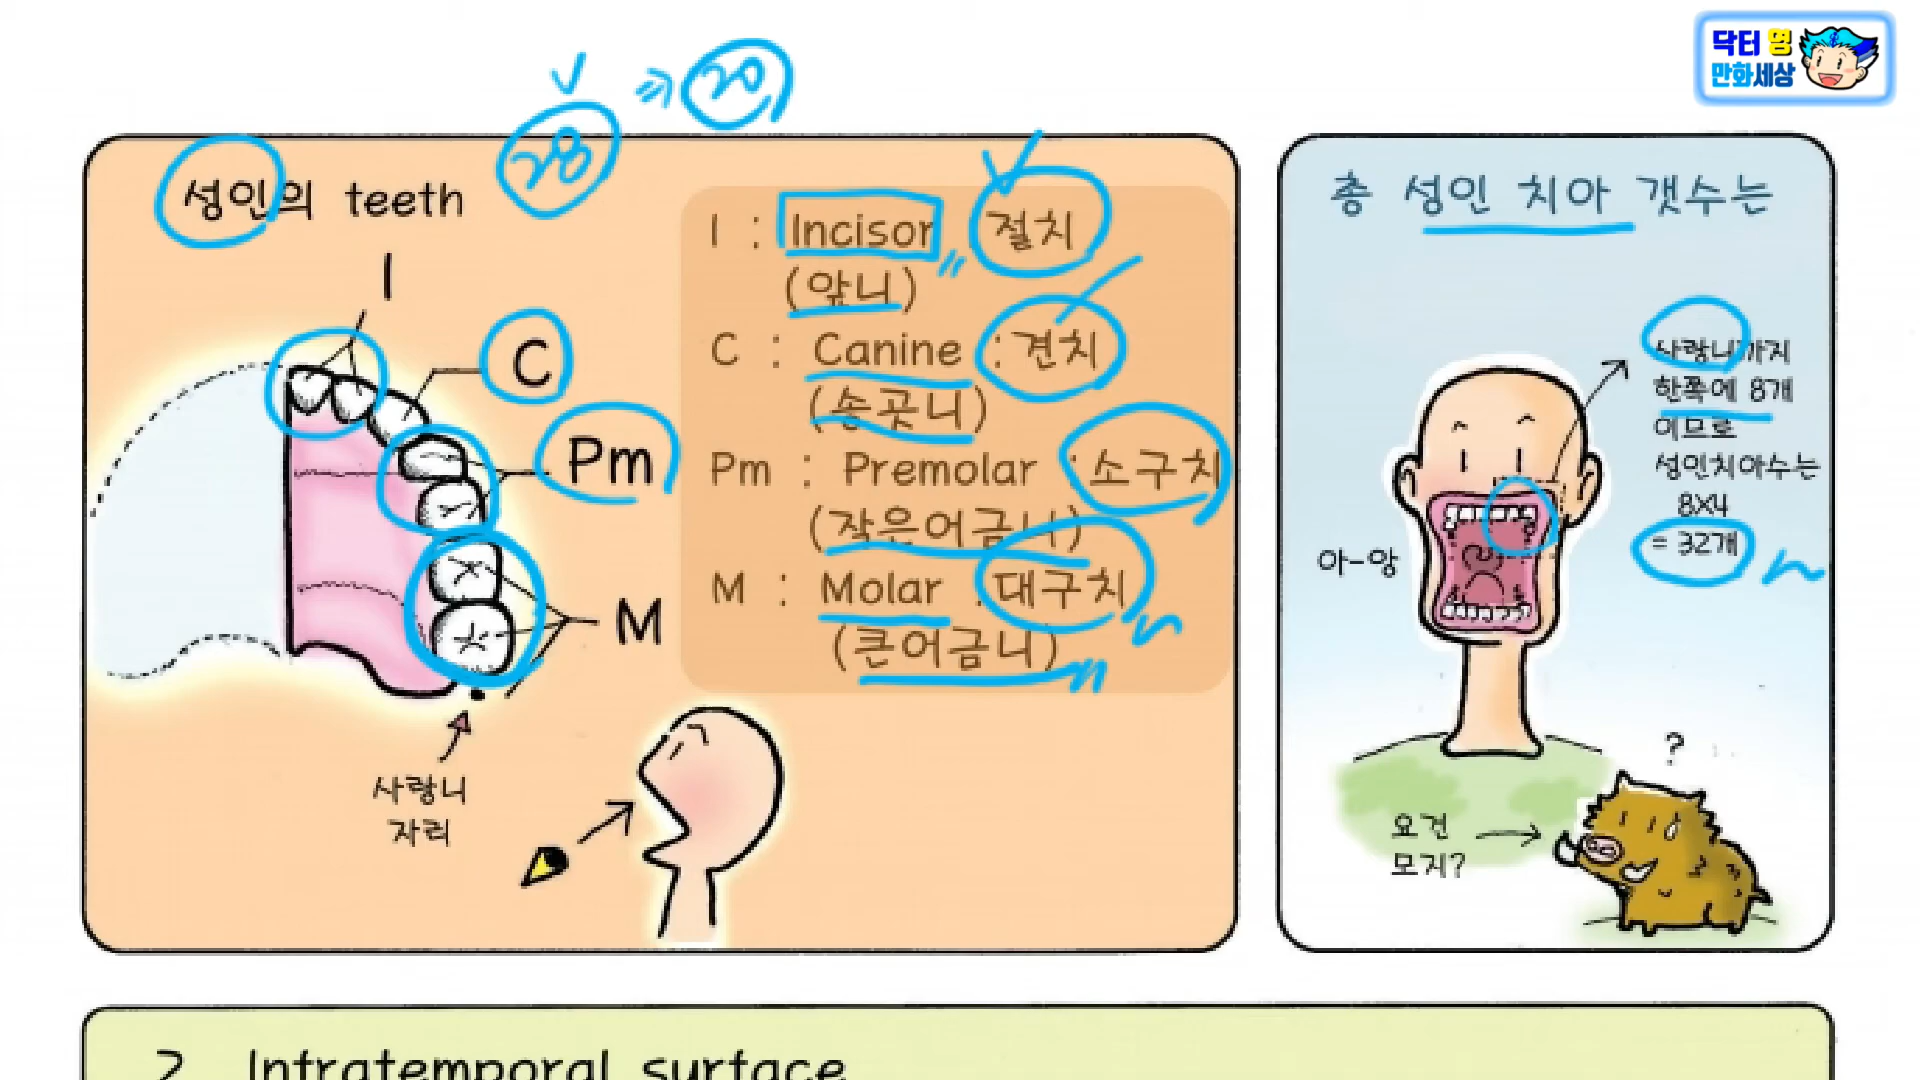 닥터 영
만화세상
28 ⇒ 20
성인의 teeth
I
C
Pm
M
사랑니
자리
I : Incisor : 절치
(앞니)
C : Canine : 견치
(송곳니)
Pm : Premolar : 소구치
(작은어금니)
M : Molar : 대구치
(큰어금니)
총 성인 치아 갯수는
사랑니까지
한쪽에 8개
이므로
성인치아수는
8X4
= 32개
아-앙
?
요건
모지?
2. Infratemporal surface